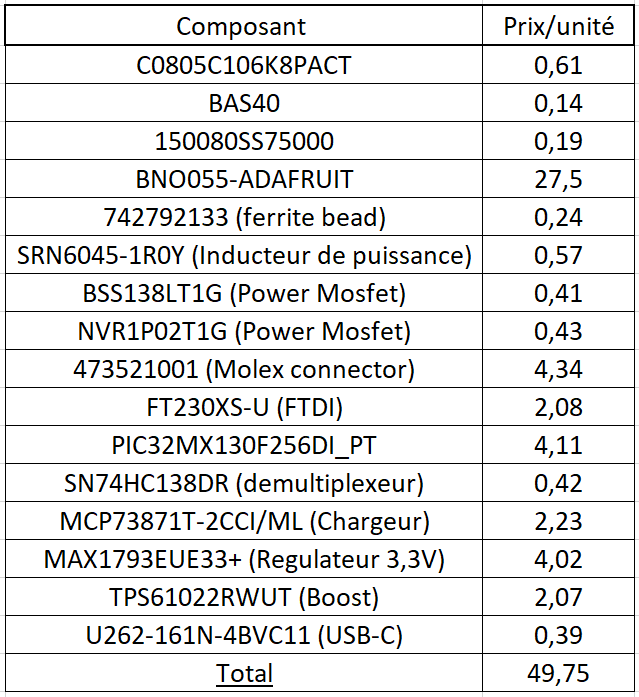 Composant Prix/unité
C0805C106K8PACT 0,61
BAS40 0,14
150080SS75000 0,19
BNO055-ADAFRUIT 27,5
742792133 (ferrite bead) 0,24
SRN6045-1R0Y (Inducteur de puissance) 0,57
BSS138LT1G (Power Mosfet) 0,41
NVR1P02T1G (Power Mosfet) 0,43
473521001 (Molex connector) 4,34
FT230XS-U (FTDI) 2,08
PIC32MX130F256DI_PT 4,11
SN74HC138DR (demultiplexeur) 0,42
MCP73871T-2CCI/ML (Chargeur) 2,23
MAX1793EUE33+ (Regulateur 3,3V) 4,02
TPS61022RWUT (Boost) 2,07
U262-161N-4BVC11 (USB-C) 0,39
Total 49,75